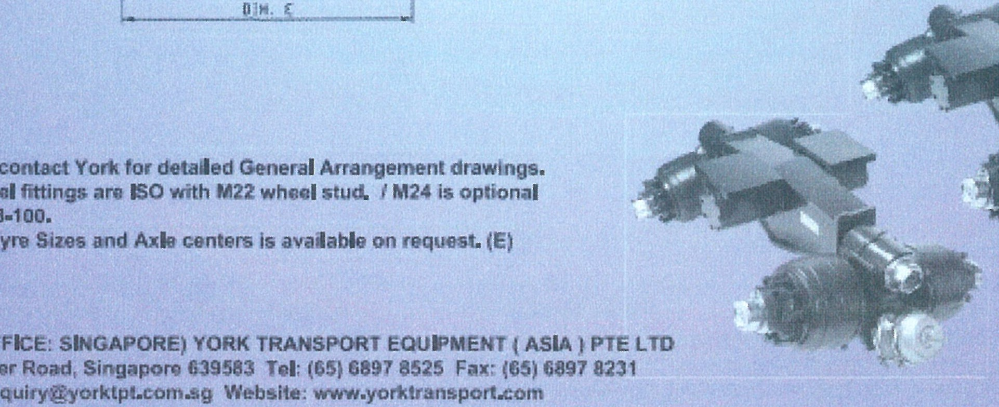 DIM. E
contact York for detailed General Arrangement drawings.
el fittings are ISO with M22 wheel stud. / M24 is optional
-100.
yre Sizes and Axle centers is available on request. (E)
FICE: SINGAPORE) YORK TRANSPORT EQUIPMENT ( ASIA ) PTE LTD
er Road, Singapore 639583 Tel: (65) 6897 8525 Fax: (65) 6897 8231
quiry@yorktpt.com.sg Website: www.yorktransport.com